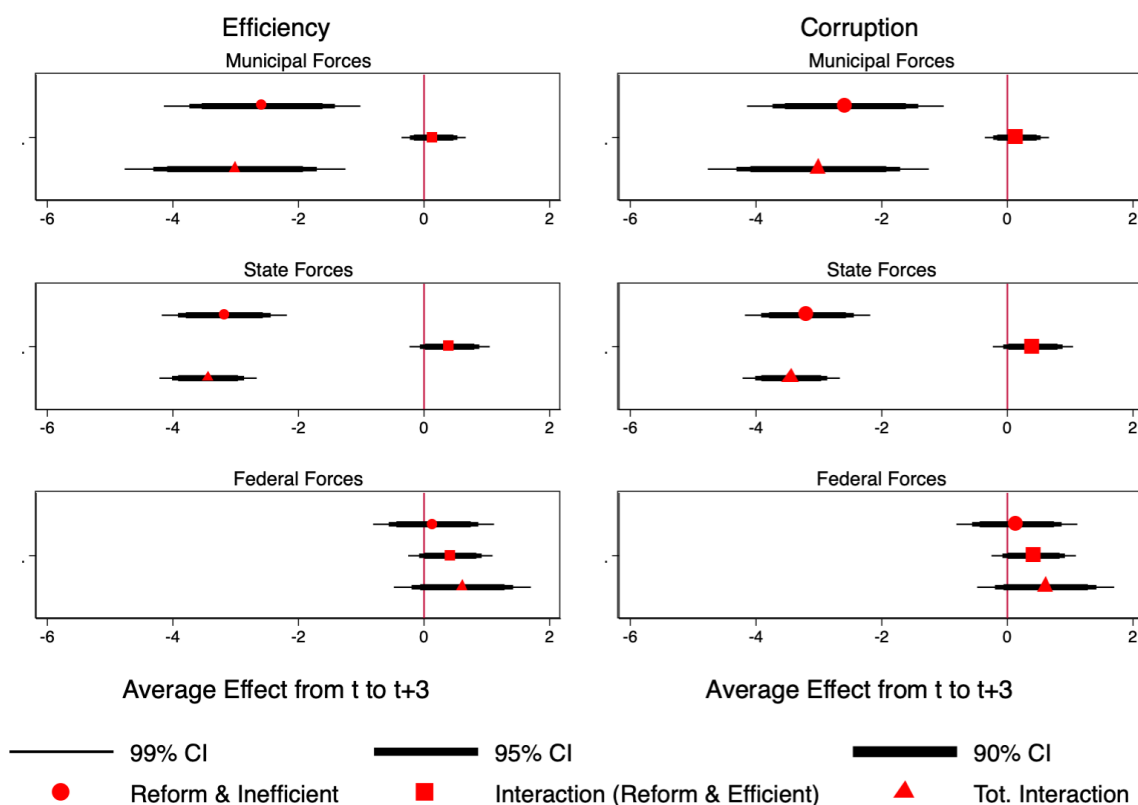 Efficiency
Corruption
Municipal Forces
Municipal Forces
.
.
-6 -4 -2 0 2
-6 -4 -2 0 2
State Forces
State Forces
.
.
-6 -4 -2 0 2
-6 -4 -2 0 2
Federal Forces
Federal Forces
.
.
-6 -4 -2 0 2
-6 -4 -2 0 2
Average Effect from t to t+3
Average Effect from t to t+3
99% CI 95% CI 90% CI
Reform & Inefficient Interaction (Reform & Efficient) Tot. Interaction